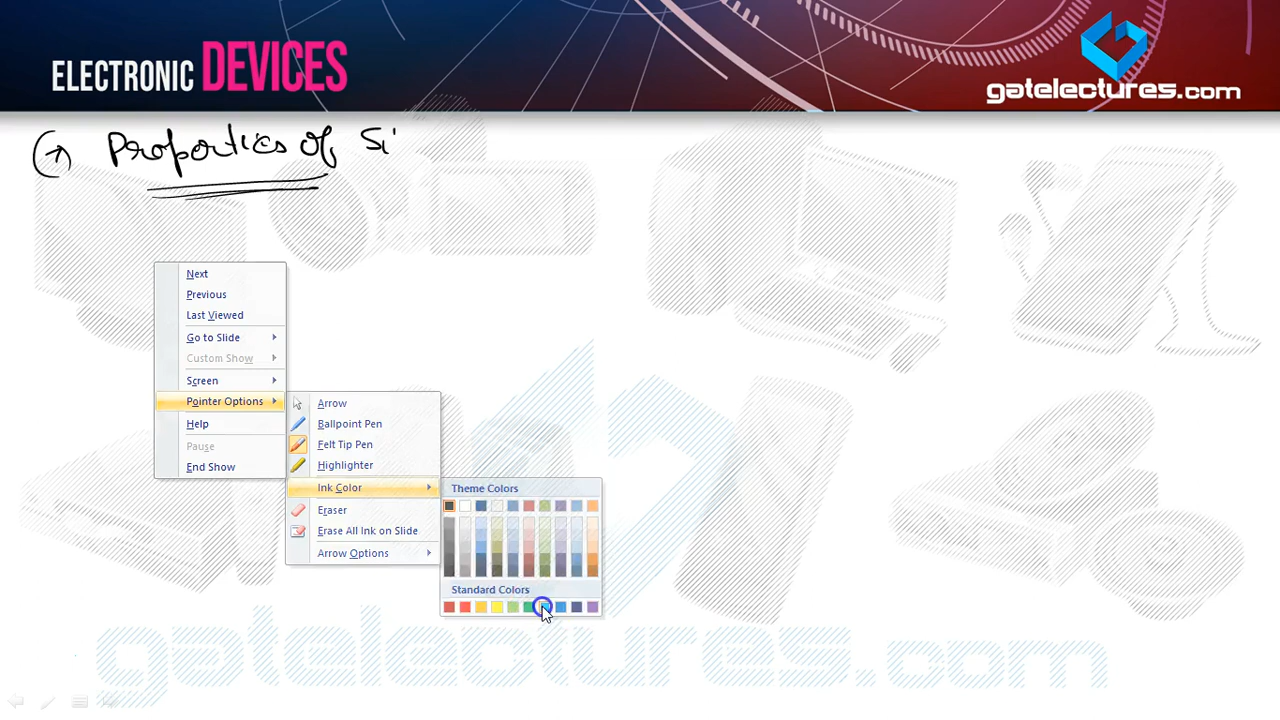 ELECTRONIC DEVICES
gatelectures.com
(→) Properties of Si
Next
Previous
Last Viewed
Go to Slide
Custom Show
Screen
Pointer Options
Help
Pause
End Show
Arrow
Ballpoint Pen
Felt Tip Pen
Highlighter
Ink Color
Eraser
Erase All Ink on Slide
Arrow Options
Theme Colors
Standard Colors
gatelectures.com